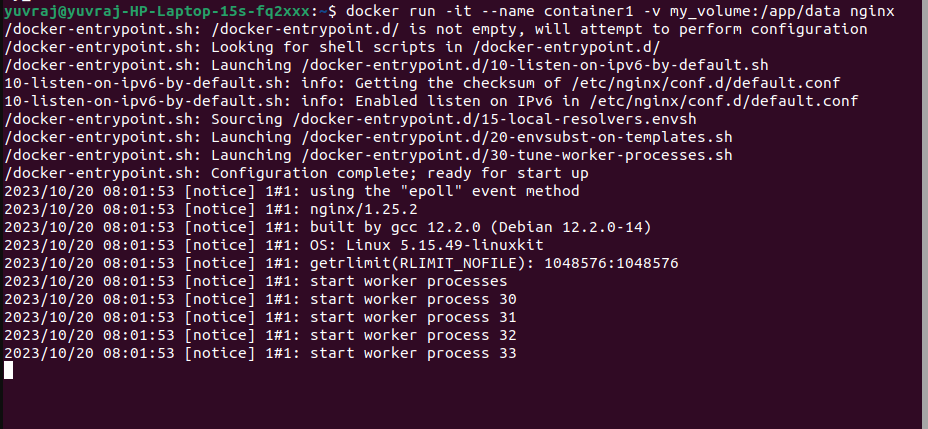 yuvraj@yuvraj-HP-Laptop-15s-fq2xxx:~$ docker run -it --name container1 -v my_volume:/app/data nginx
/docker-entrypoint.sh: /docker-entrypoint.d/ is not empty, will attempt to perform configuration
/docker-entrypoint.sh: Looking for shell scripts in /docker-entrypoint.d/
/docker-entrypoint.sh: Launching /docker-entrypoint.d/10-listen-on-ipv6-by-default.sh
10-listen-on-ipv6-by-default.sh: info: Getting the checksum of /etc/nginx/conf.d/default.conf
10-listen-on-ipv6-by-default.sh: info: Enabled listen on IPv6 in /etc/nginx/conf.d/default.conf
/docker-entrypoint.sh: Sourcing /docker-entrypoint.d/15-local-resolvers.envsh
/docker-entrypoint.sh: Launching /docker-entrypoint.d/20-envsubst-on-templates.sh
/docker-entrypoint.sh: Launching /docker-entrypoint.d/30-tune-worker-processes.sh
/docker-entrypoint.sh: Configuration complete; ready for start up
2023/10/20 08:01:53 [notice] 1#1: using the "epoll" event method
2023/10/20 08:01:53 [notice] 1#1: nginx/1.25.2
2023/10/20 08:01:53 [notice] 1#1: built by gcc 12.2.0 (Debian 12.2.0-14)
2023/10/20 08:01:53 [notice] 1#1: OS: Linux 5.15.49-linuxkit
2023/10/20 08:01:53 [notice] 1#1: getrlimit(RLIMIT_NOFILE): 1048576:1048576
2023/10/20 08:01:53 [notice] 1#1: start worker processes
2023/10/20 08:01:53 [notice] 1#1: start worker process 30
2023/10/20 08:01:53 [notice] 1#1: start worker process 31
2023/10/20 08:01:53 [notice] 1#1: start worker process 32
2023/10/20 08:01:53 [notice] 1#1: start worker process 33